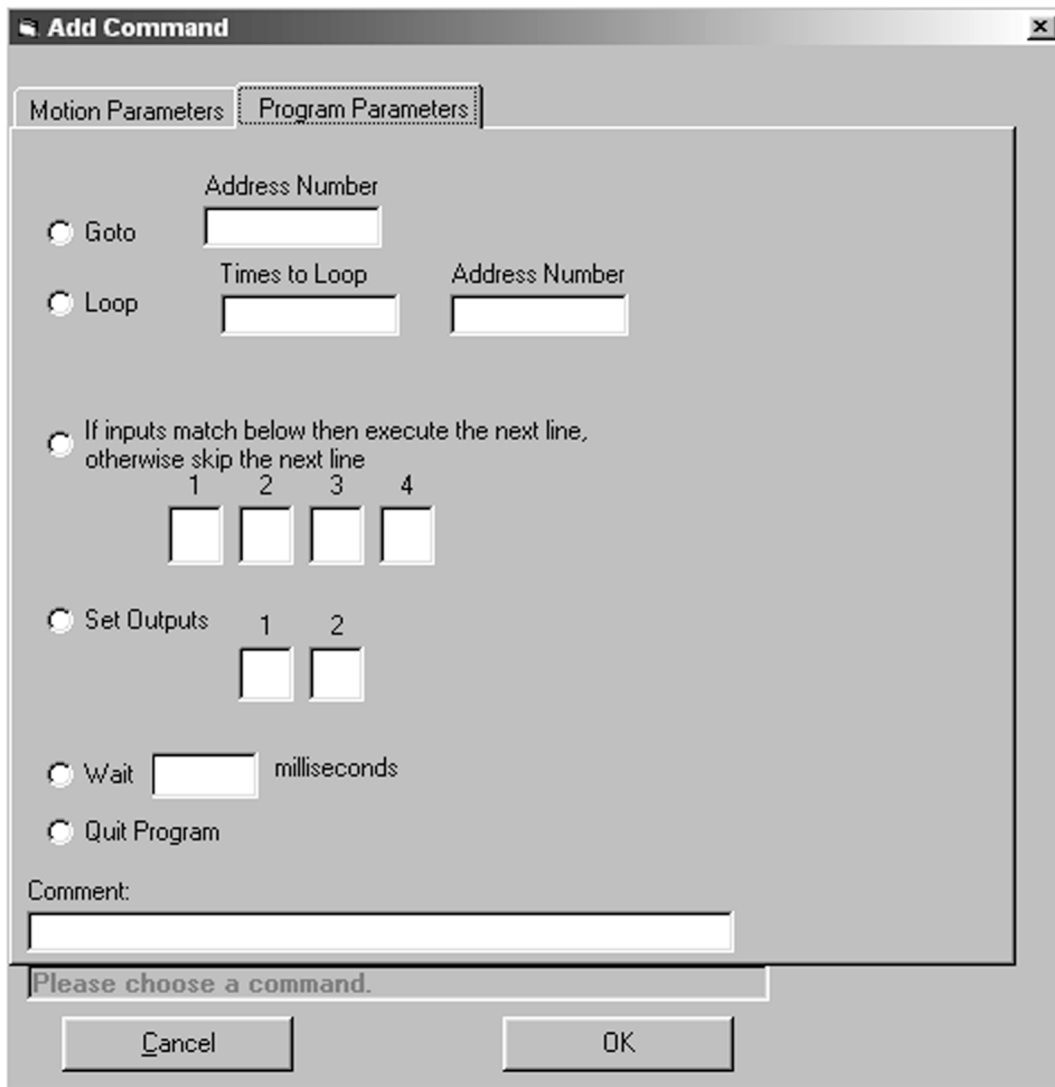 Add Command
Motion Parameters
Program Parameters
Address Number
Goto
Times to Loop
Address Number
Loop
If inputs match below then execute the next line,
otherwise skip the next line
1 2 3 4
Set Outputs
1 2
Wait
milliseconds
Quit Program
Comment:
Please choose a command.
Cancel
OK